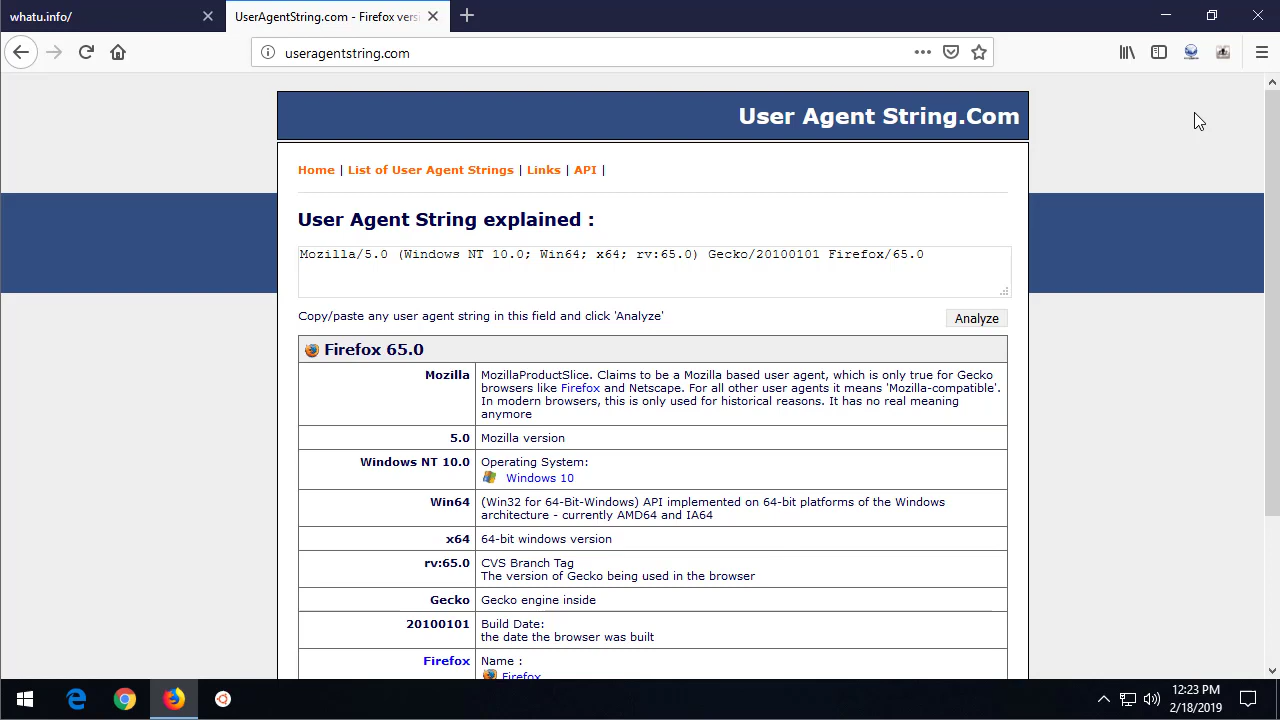 whatu.info/
UserAgentString.com - Firefox vers
useragentstring.com
User Agent String.Com
Home | List of User Agent Strings | Links | API |
User Agent String explained :
Mozilla/5.0 (Windows NT 10.0; Win64; x64; rv:65.0) Gecko/20100101 Firefox/65.0
Copy/paste any user agent string in this field and click 'Analyze'
Analyze
Firefox 65.0
Mozilla
MozillaProductSlice. Claims to be a Mozilla based user agent, which is only true for Gecko
browsers like Firefox and Netscape. For all other user agents it means 'Mozilla-compatible'.
In modern browsers, this is only used for historical reasons. It has no real meaning
anymore
5.0
Mozilla version
Windows NT 10.0
Operating System:
Windows 10
Win64
(Win32 for 64-Bit-Windows) API implemented on 64-bit platforms of the Windows
architecture - currently AMD64 and IA64
x64
64-bit windows version
rv:65.0
CVS Branch Tag
The version of Gecko being used in the browser
Gecko
Gecko engine inside
20100101
Build Date:
the date the browser was built
Firefox
Name :
Firefox
12:23 PM
2/18/2019